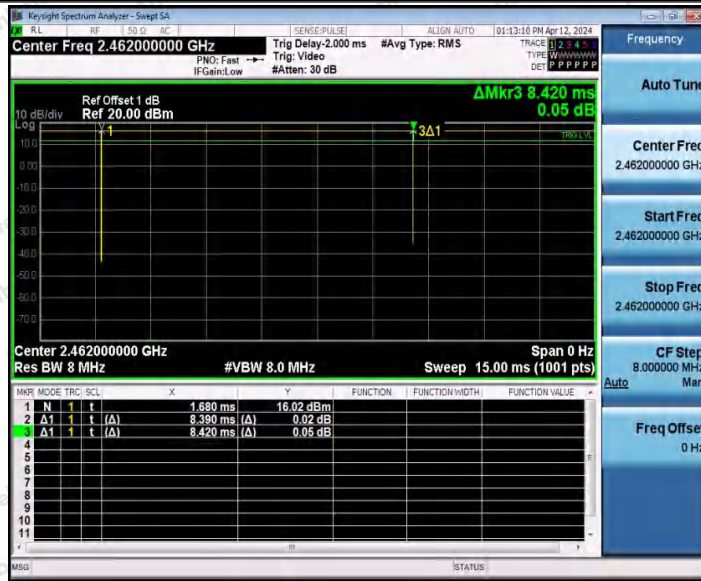 Keysight Spectrum Analyzer - Swept SA
RL RF 50 Ω AC SENSE:PULSE ALIGN AUTO 01:13:10 PM Apr 12, 2024
Center Freq 2.462000000 GHz
PNO: Fast
IFGain:Low
Trig Delay-2.000 ms
Trig: Video
#Atten: 30 dB
#Avg Type: RMS
TRACE 1 2 3 4 5 6
TYPE WWWWWW
DET P P P P P P
Frequency
Auto Tune
Center Freq
2.462000000 GHz
Start Freq
2.462000000 GHz
Stop Freq
2.462000000 GHz
CF Step
8.000000 MHz
Auto Man
Freq Offset
0 Hz
ΔMkr3 8.420 ms
0.05 dB
Ref Offset 1 dB
10 dB/div Ref 20.00 dBm
Log
1 3Δ1
TRIG LVL
10.0
0.00
-10.0
-20.0
-30.0
-40.0
-50.0
-60.0
-70.0
Center 2.462000000 GHz Span 0 Hz
Res BW 8 MHz #VBW 8.0 MHz Sweep 15.00 ms (1001 pts)
MKR MODE TRC SCL X Y FUNCTION FUNCTION WIDTH FUNCTION VALUE
1 N 1 t 1.680 ms 16.02 dBm
2 Δ1 1 t (Δ) 8.390 ms (Δ) 0.02 dB
3 Δ1 1 t (Δ) 8.420 ms (Δ) 0.05 dB
4
5
6
7
8
9
10
11
MSG STATUS